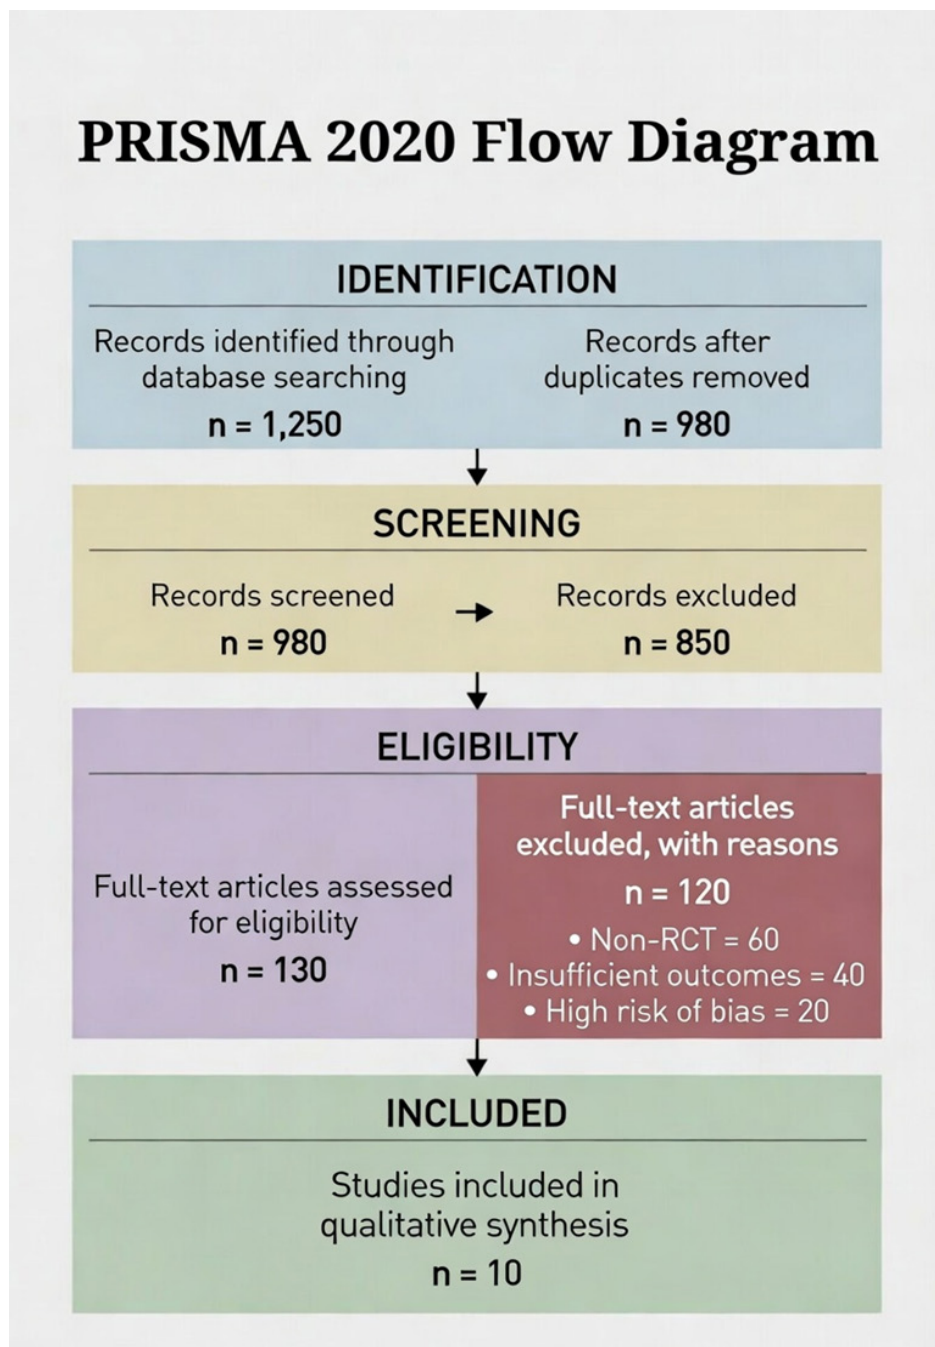 PRISMA 2020 Flow Diagram
IDENTIFICATION
Records identified through
database searching
n = 1,250
Records after
duplicates removed
n = 980
SCREENING
Records screened
n = 980
Records excluded
n = 850
ELIGIBILITY
Full-text articles assessed
for eligibility
n = 130
Full-text articles
excluded, with reasons
n = 120
• Non-RCT = 60
• Insufficient outcomes = 40
• High risk of bias = 20
INCLUDED
Studies included in
qualitative synthesis
n = 10